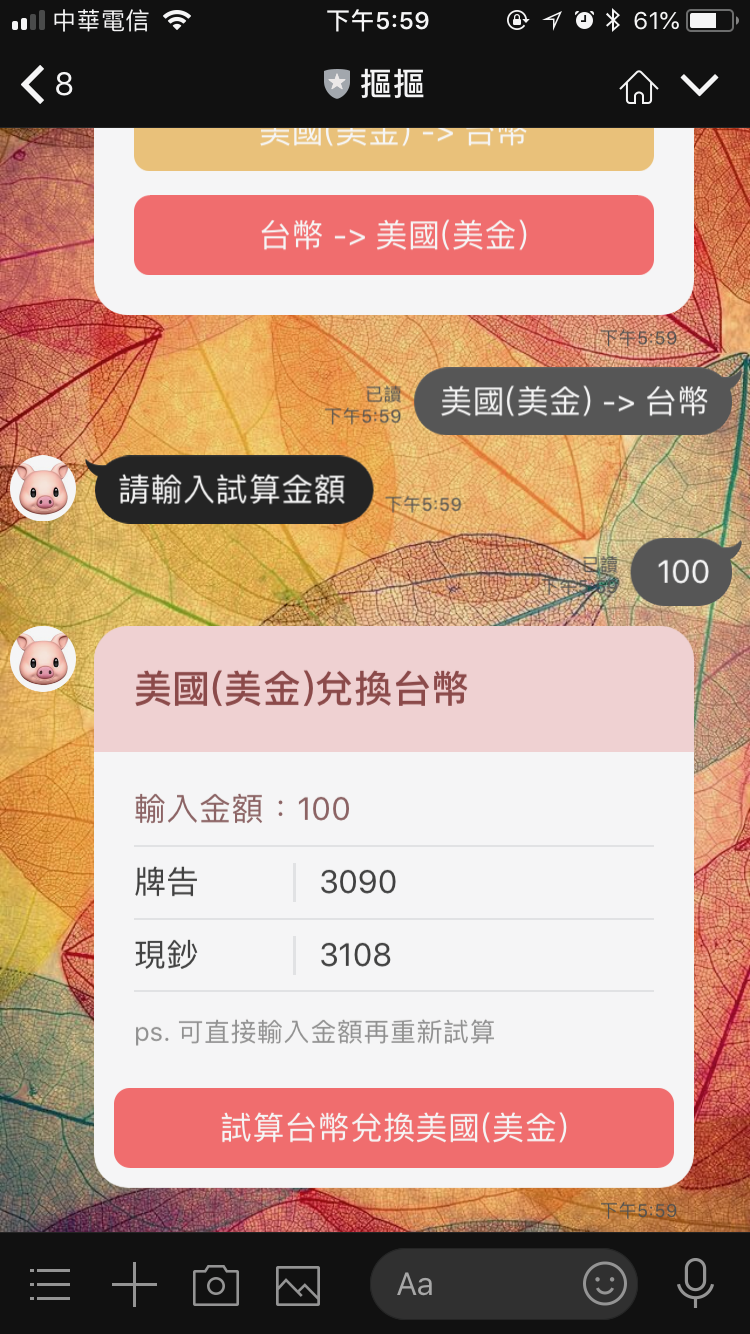 中華電信 下午5:59 61%
8 摳摳
美國(美金) -> 台幣
台幣 -> 美國(美金)
下午5:59
已讀
下午5:59
美國(美金) -> 台幣
請輸入試算金額
下午5:59
已讀
100
美國(美金)兌換台幣
輸入金額：100
牌告 3090
現鈔 3108
ps. 可直接輸入金額再重新試算
試算台幣兌換美國(美金)
下午5:59
Aa